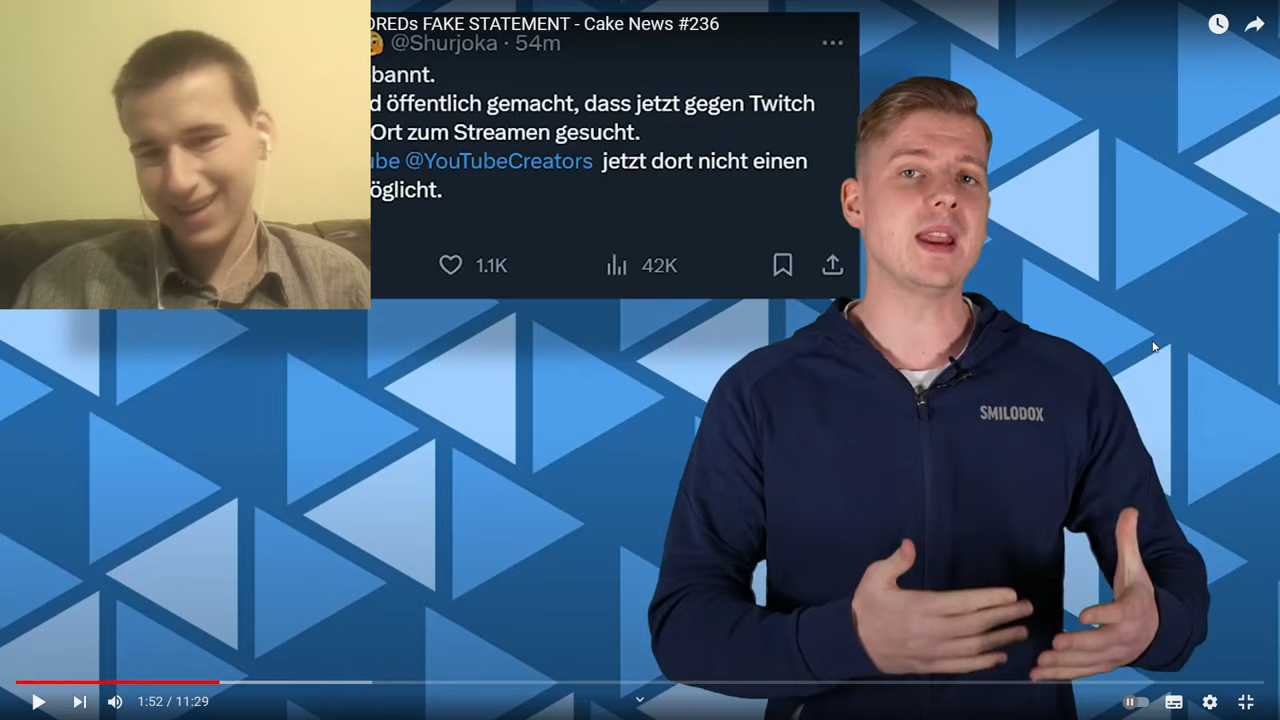 OREDs FAKE STATEMENT - Cake News #236
@Shurjoka · 54m
bannt.
d öffentlich gemacht, dass jetzt gegen Twitch
Ort zum Streamen gesucht.
ube @YouTubeCreators jetzt dort nicht einen
öglicht.
1.1K 42K
SMILODOX
1:52 / 11:29